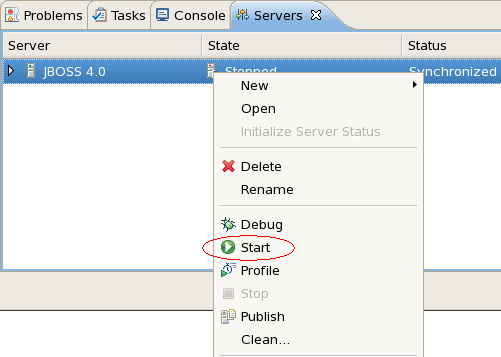 Problems Tasks Console Servers
Server State Status
JBOSS 4.0 Stopped Synchronized
New
Open
Initialize Server Status
Delete
Rename
Debug
Start
Profile
Stop
Publish
Clean...